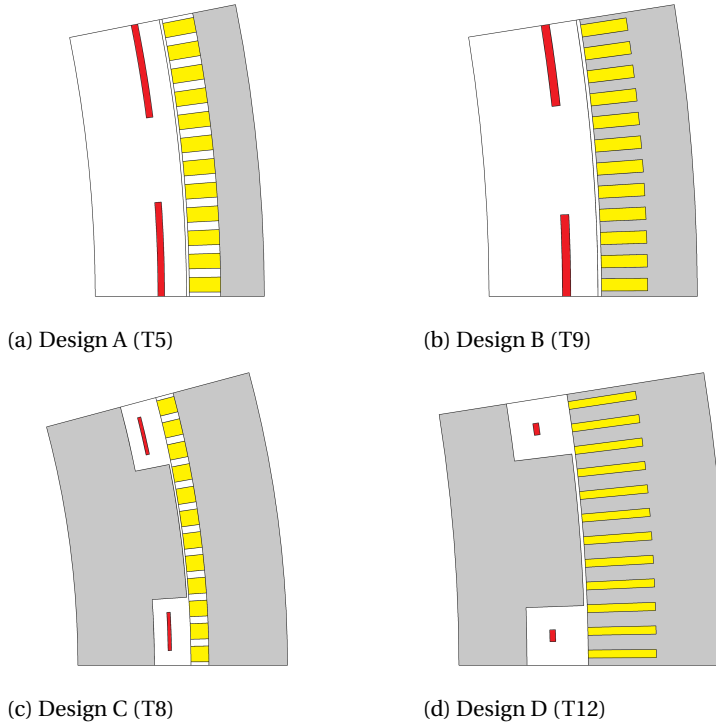 (a) Design A (T5)
(b) Design B (T9)
(c) Design C (T8)
(d) Design D (T12)